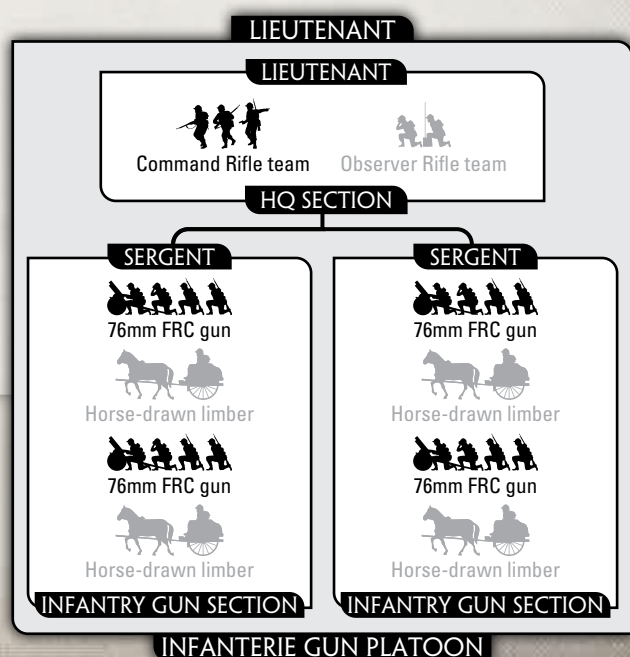 LIEUTENANT
LIEUTENANT
Command Rifle team
Observer Rifle team
HQ SECTION
SERGENT
76mm FRC gun
Horse-drawn limber
76mm FRC gun
Horse-drawn limber
INFANTRY GUN SECTION
SERGENT
76mm FRC gun
Horse-drawn limber
76mm FRC gun
Horse-drawn limber
INFANTRY GUN SECTION
INFANTERIE GUN PLATOON